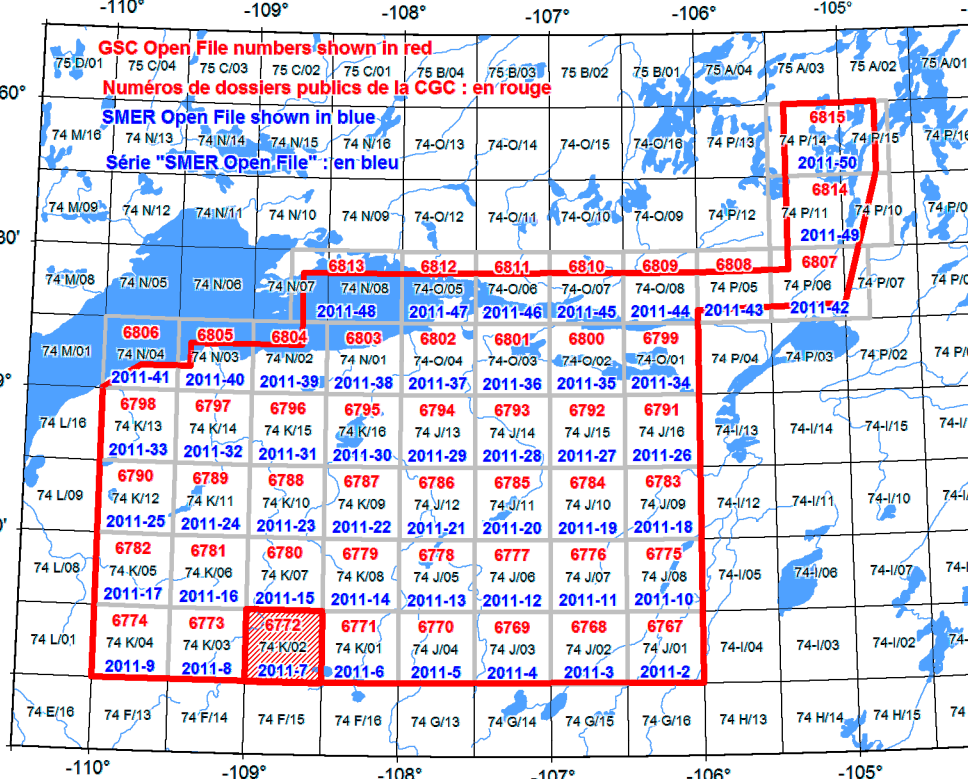 -110° -109° -108° -107° -106° -105°
GSC Open File numbers shown in red
75 D/01 75 C/04 75 C/03 75 C/02 75 C/01 75 B/04 75 B/03 75 B/02 75 B/01 75 A/04 75 A/03 75 A/02 75 A/01
Numéros de dossiers publics de la CGC : en rouge
60°
SMER Open File shown in blue
6815
74 M/16 74 N/13 74 N/14 74 N/15 74 N/16 74-O/13 74-O/14 74-O/15 74-O/16 74 P/13 74 P/14 74 P/15 74 P/16
Série "SMER Open File" : en bleu
2011-50
6814
74 M/09 74 N/12 74 N/11 74 N/10 74 N/09 74-O/12 74-O/11 74-O/10 74-O/09 74 P/12 74 P/11 74 P/10
2011-49
30'
6813 6812 6811 6810 6809 6808 6807
74 M/08 74 N/05 74 N/06 74 N/07 74 N/08 74-O/05 74-O/06 74-O/07 74-O/08 74 P/05 74 P/06 74 P/07
2011-48 2011-47 2011-46 2011-45 2011-44 2011-43 2011-42
6806 6805 6804 6803 6802 6801 6800 6799
74 M/01 74 N/04 74 N/03 74 N/02 74 N/01 74-O/04 74-O/03 74-O/02 74-O/01 74 P/04 74 P/03 74 P/02
2011-41 2011-40 2011-39 2011-38 2011-37 2011-36 2011-35 2011-34
9°
6798 6797 6796 6795 6794 6793 6792 6791
74 L/16 74 K/13 74 K/14 74 K/15 74 K/16 74 J/13 74 J/14 74 J/15 74 J/16 74-I/13 74-I/14 74-I/15
2011-33 2011-32 2011-31 2011-30 2011-29 2011-28 2011-27 2011-26
6790 6789 6788 6787 6786 6785 6784 6783
74 L/09 74 K/12 74 K/11 74 K/10 74 K/09 74 J/12 74 J/11 74 J/10 74 J/09 74-I/12 74-I/11 74-I/10
2011-25 2011-24 2011-23 2011-22 2011-21 2011-20 2011-19 2011-18
6782 6781 6780 6779 6778 6777 6776 6775
74 L/08 74 K/05 74 K/06 74 K/07 74 K/08 74 J/05 74 J/06 74 J/07 74 J/08 74-I/05 74-I/06 74-I/07
2011-17 2011-16 2011-15 2011-14 2011-13 2011-12 2011-11 2011-10
6774 6773 6772 6771 6770 6769 6768 6767
74 L/01 74 K/04 74 K/03 74 K/02 74 K/01 74 J/04 74 J/03 74 J/02 74 J/01 74-I/04 74-I/03 74-I/02
2011-9 2011-8 2011-7 2011-6 2011-5 2011-4 2011-3 2011-2
74 E/16 74 F/13 74 F/14 74 F/15 74 F/16 74 G/13 74 G/14 74 G/15 74 G/16 74 H/13 74 H/14 74 H/15 74
-110° -109° -108° -107° -106° -105°